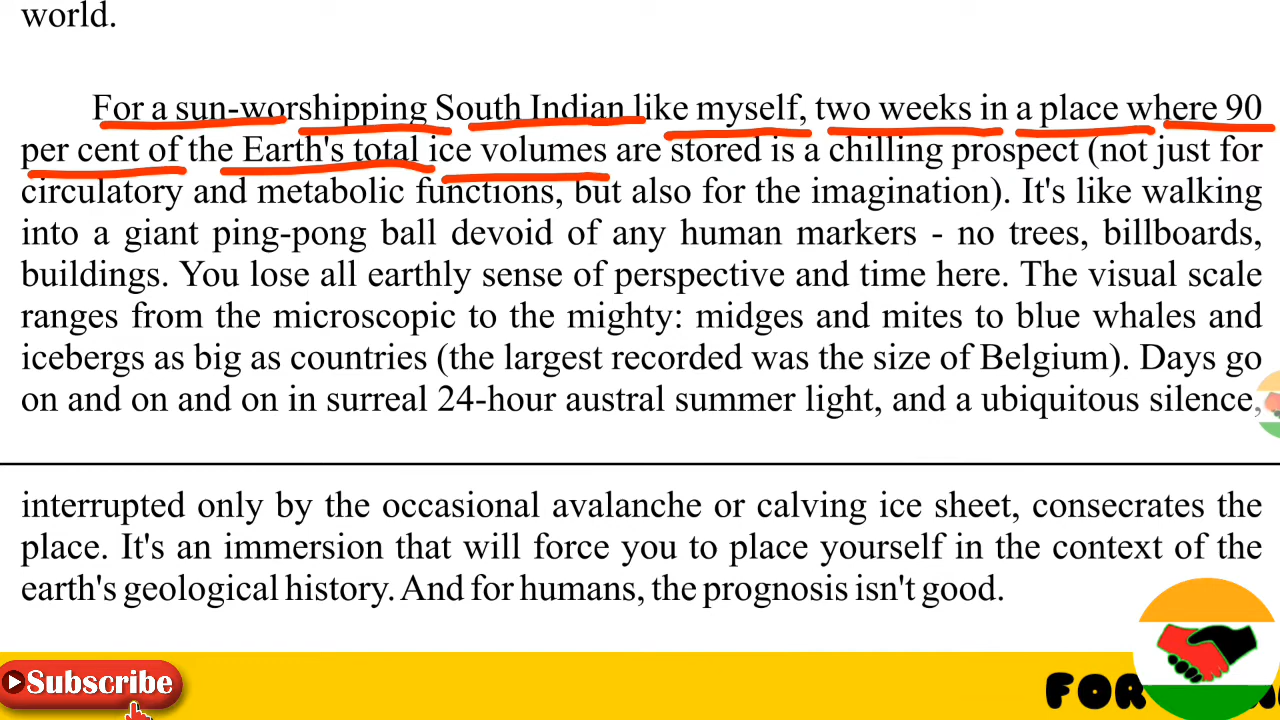 world.
For a sun-worshipping South Indian like myself, two weeks in a place where 90
per cent of the Earth's total ice volumes are stored is a chilling prospect (not just for
circulatory and metabolic functions, but also for the imagination). It's like walking
into a giant ping-pong ball devoid of any human markers - no trees, billboards,
buildings. You lose all earthly sense of perspective and time here. The visual scale
ranges from the microscopic to the mighty: midges and mites to blue whales and
icebergs as big as countries (the largest recorded was the size of Belgium). Days go
on and on and on in surreal 24-hour austral summer light, and a ubiquitous silence,
interrupted only by the occasional avalanche or calving ice sheet, consecrates the
place. It's an immersion that will force you to place yourself in the context of the
earth's geological history. And for humans, the prognosis isn't good.
Subscribe
FOR